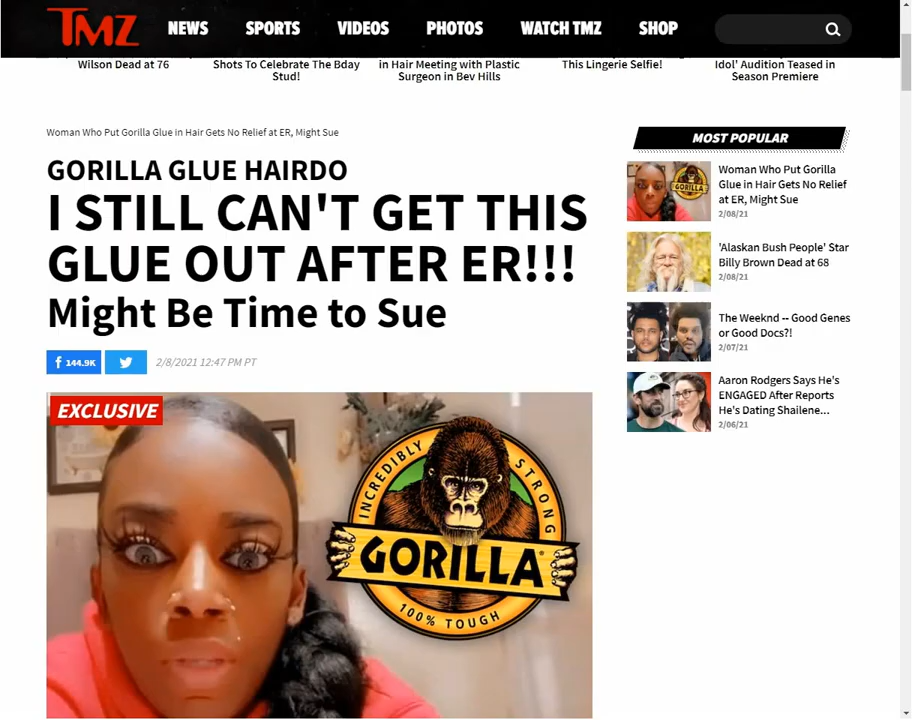 TMZ
NEWS SPORTS VIDEOS PHOTOS WATCH TMZ SHOP
Wilson Dead at 76
Shots To Celebrate The Bday
Stud!
in Hair Meeting with Plastic
Surgeon in Bev Hills
This Lingerie Selfie!
Idol' Audition Teased in
Season Premiere
Woman Who Put Gorilla Glue in Hair Gets No Relief at ER, Might Sue
GORILLA GLUE HAIRDO
I STILL CAN'T GET THIS
GLUE OUT AFTER ER!!!
Might Be Time to Sue
144.9K
2/8/2021 12:47 PM PT
EXCLUSIVE
INCREDIBLY STRONG
GORILLA
100% TOUGH
MOST POPULAR
GORILLA
Woman Who Put Gorilla
Glue in Hair Gets No Relief
at ER, Might Sue
2/08/21
'Alaskan Bush People' Star
Billy Brown Dead at 68
2/08/21
The Weeknd -- Good Genes
or Good Docs?!
2/07/21
Aaron Rodgers Says He's
ENGAGED After Reports
He's Dating Shailene...
2/06/21